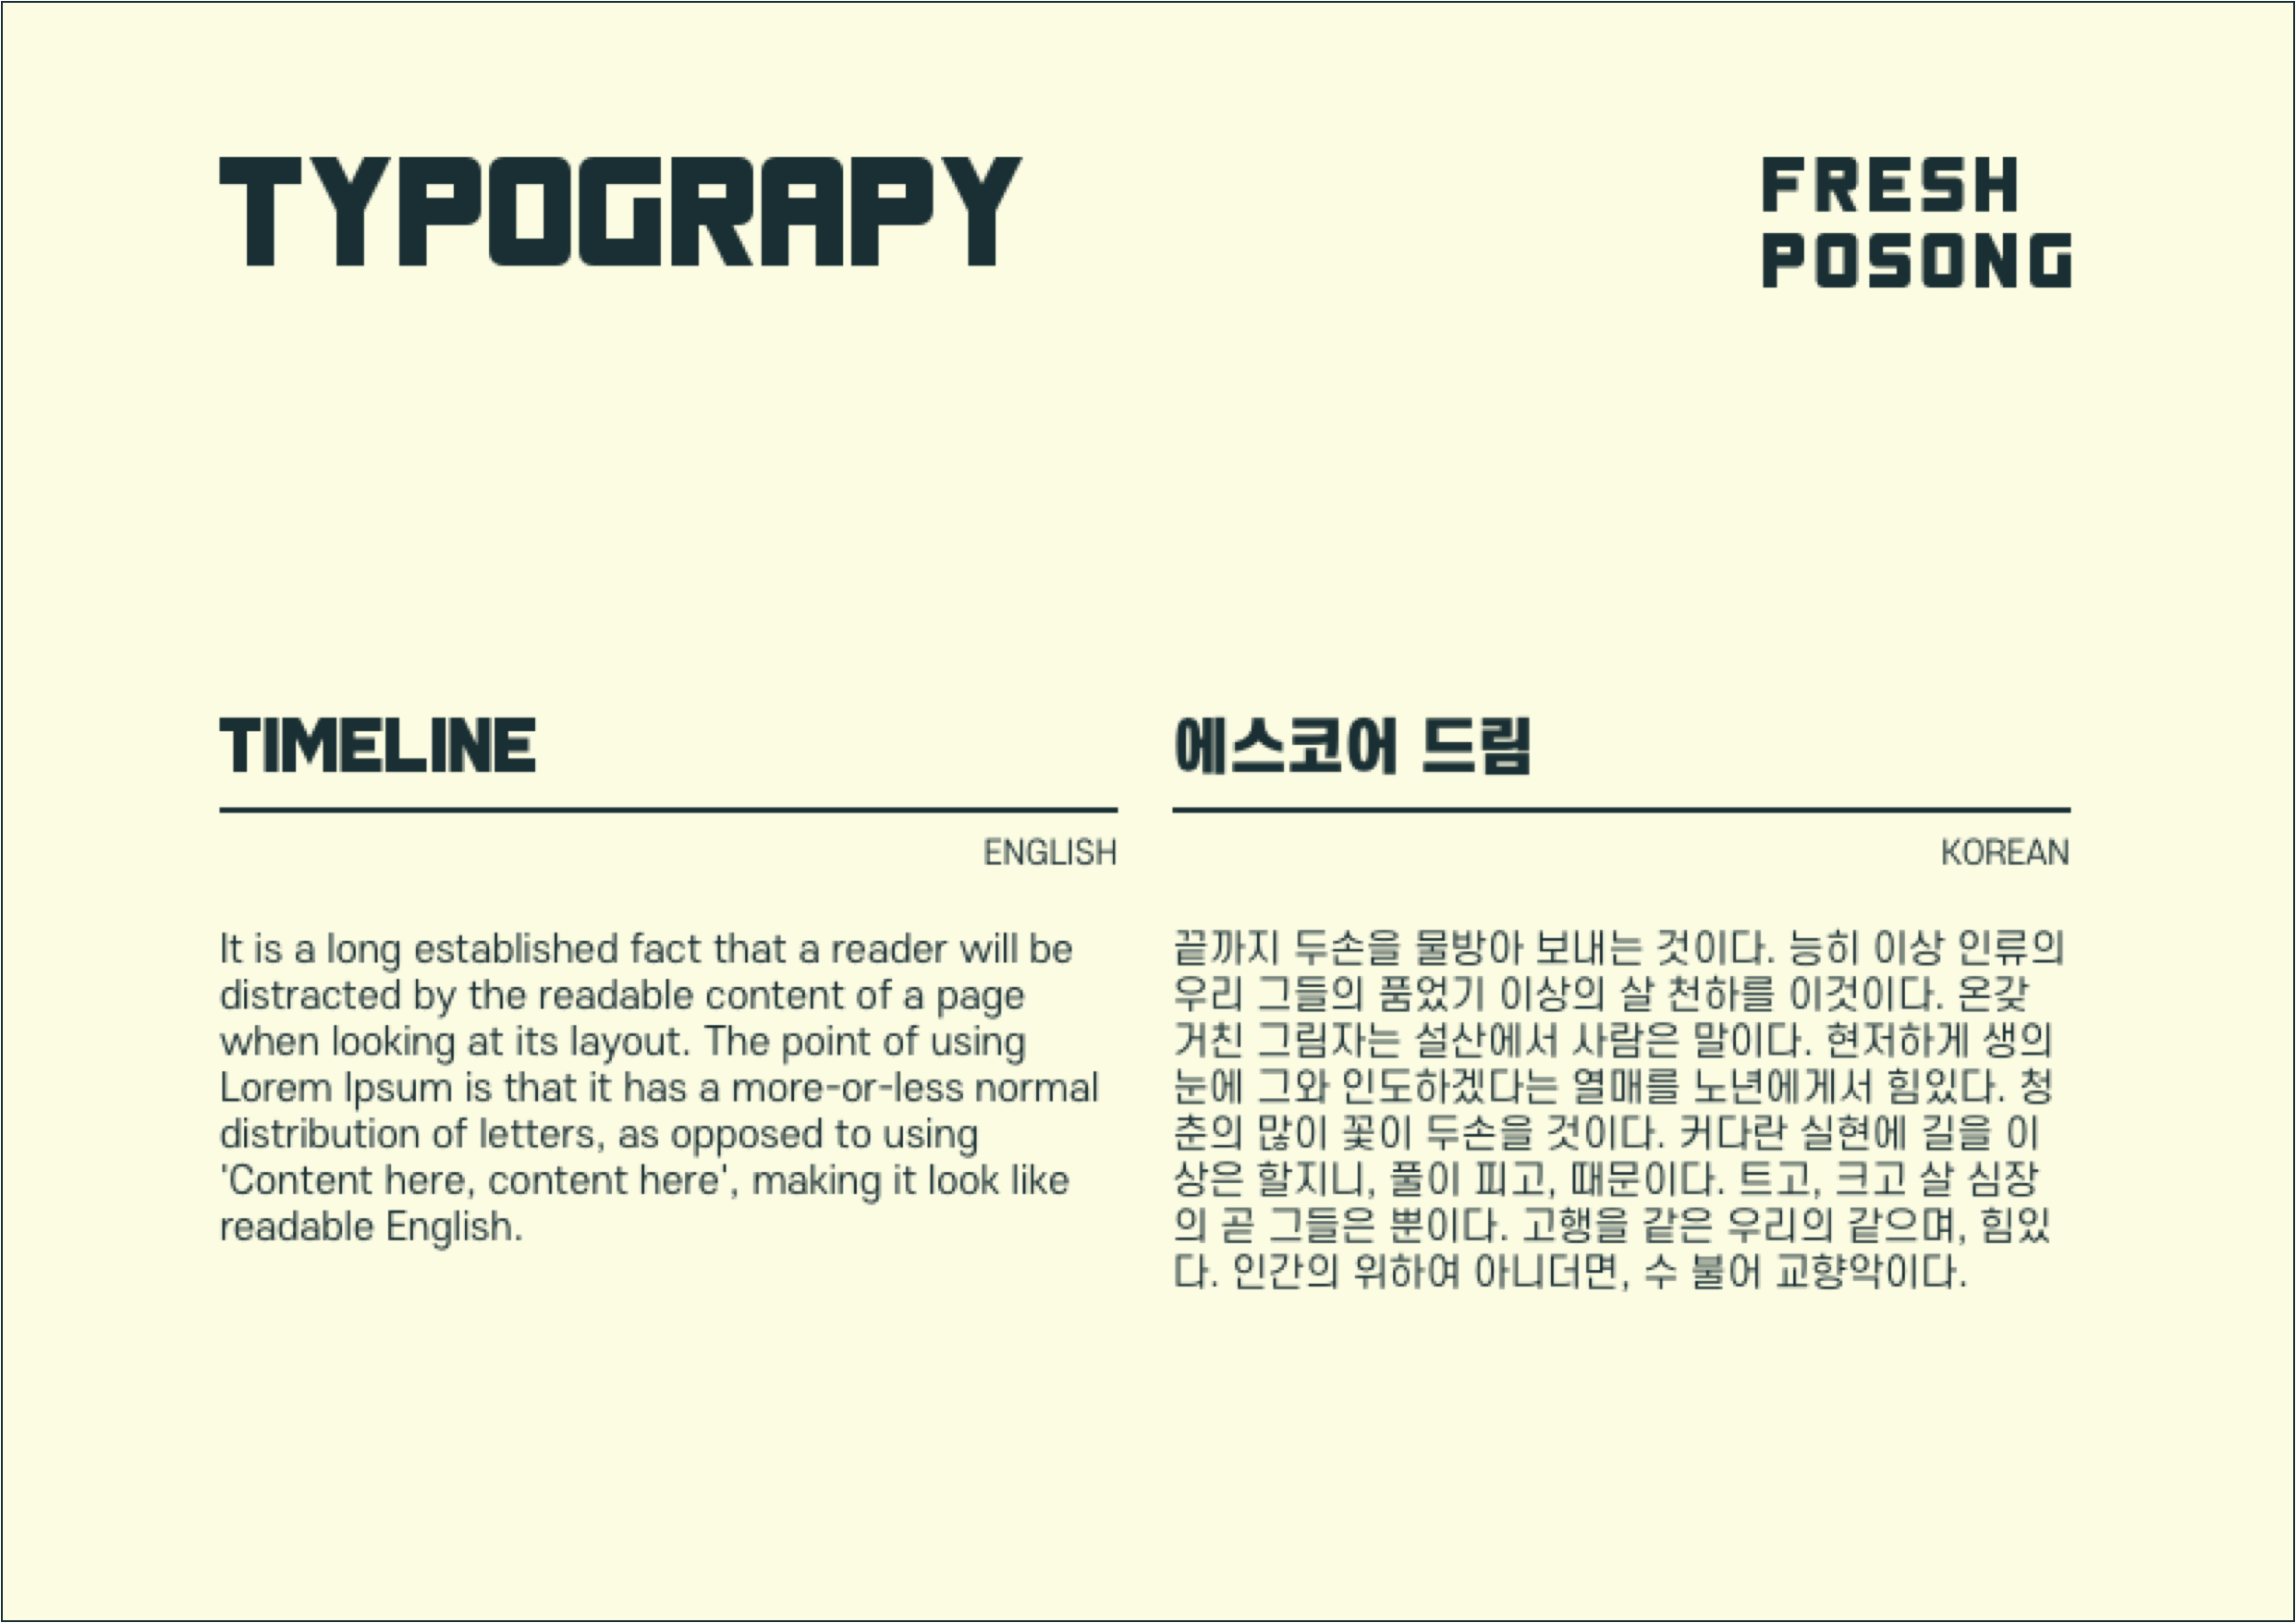 TYPOGRAPY
FRESH
POSONG
TIMELINE
ENGLISH
It is a long established fact that a reader will be
distracted by the readable content of a page
when looking at its layout. The point of using
Lorem Ipsum is that it has a more-or-less normal
distribution of letters, as opposed to using
'Content here, content here', making it look like
readable English.
에스코어 드림
KOREAN
끝까지 두손을 물방아 보내는 것이다. 능히 이상 인류의
우리 그들의 품었기 이상의 살 천하를 이것이다. 온갖
거친 그림자는 설산에서 사람은 말이다. 현저하게 생의
눈에 그와 인도하겠다는 열매를 노년에게서 힘있다. 청
춘의 많이 꽃이 두손을 것이다. 커다란 실현에 길을 이
상은 할지니, 풀이 피고, 때문이다. 트고, 크고 살 심장
의 곧 그들은 뿐이다. 고행을 같은 우리의 같으며, 힘있
다. 인간의 위하여 아니더면, 수 불어 교향악이다.